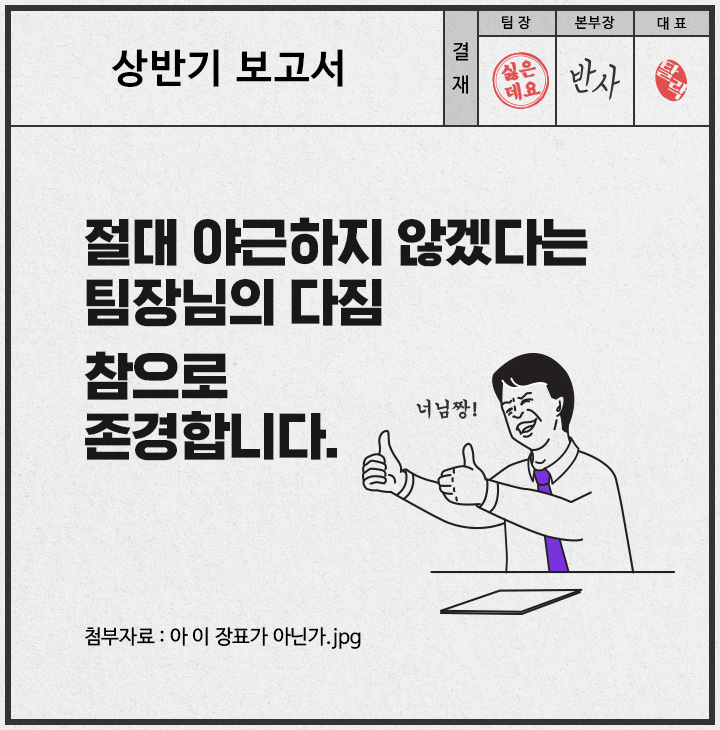 상반기 보고서
결재
팀 장
본부장
대 표
싫은
데요
반사
탈락
절대 야근하지 않겠다는
팀장님의 다짐
참으로
존경합니다.
너님짱!
첨부자료 : 아 이 장표가 아닌가.jpg